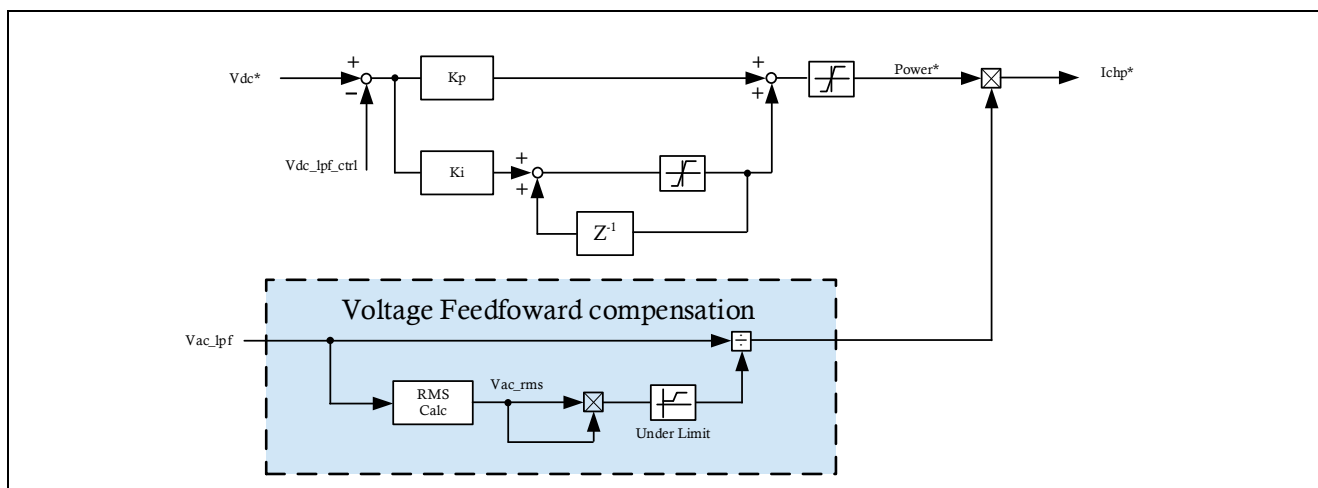 Vdc*
+
−
Kp
+
+
Power*
Ichp*
Vdc_lpf_ctrl
Ki
+
+
Z-1
Voltage Feedfoward compensation
Vac_lpf
÷
RMS
Calc
Vac_rms
Under Limit